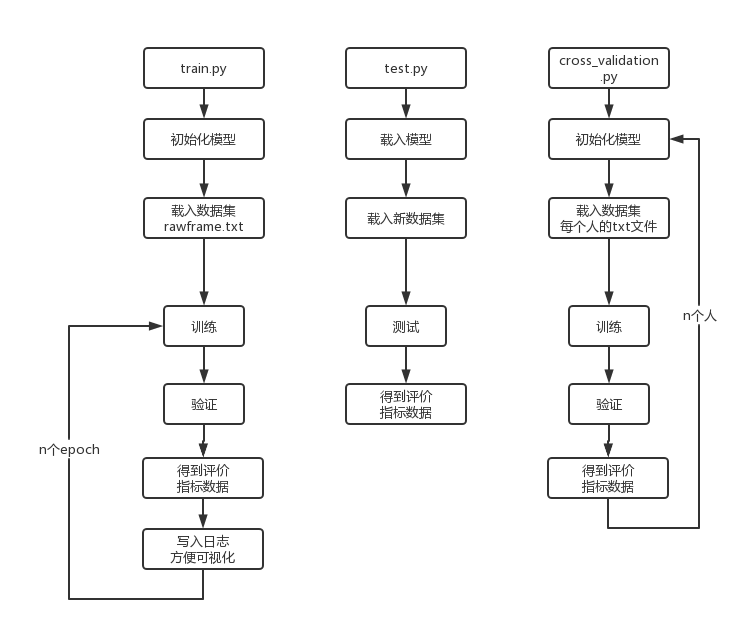 train.py
初始化模型
载入数据集
rawframe.txt
训练
验证
n个epoch
得到评价
指标数据
写入日志
方便可视化
test.py
载入模型
载入新数据集
测试
得到评价
指标数据
cross_validation
.py
初始化模型
载入数据集
每个人的txt文件
n个人
训练
验证
得到评价
指标数据